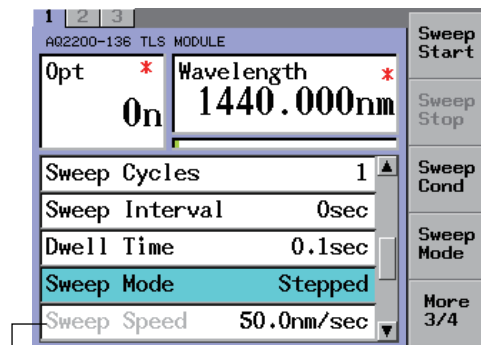 1 2 3
AQ2200-136 TLS MODULE
Opt *
On
Wavelength *
1440.000nm
Sweep Cycles 1
Sweep Interval 0sec
Dwell Time 0.1sec
Sweep Mode Stepped
Sweep Speed 50.0nm/sec
Sweep
Start
Sweep
Stop
Sweep
Cond
Sweep
Mode
More
3/4